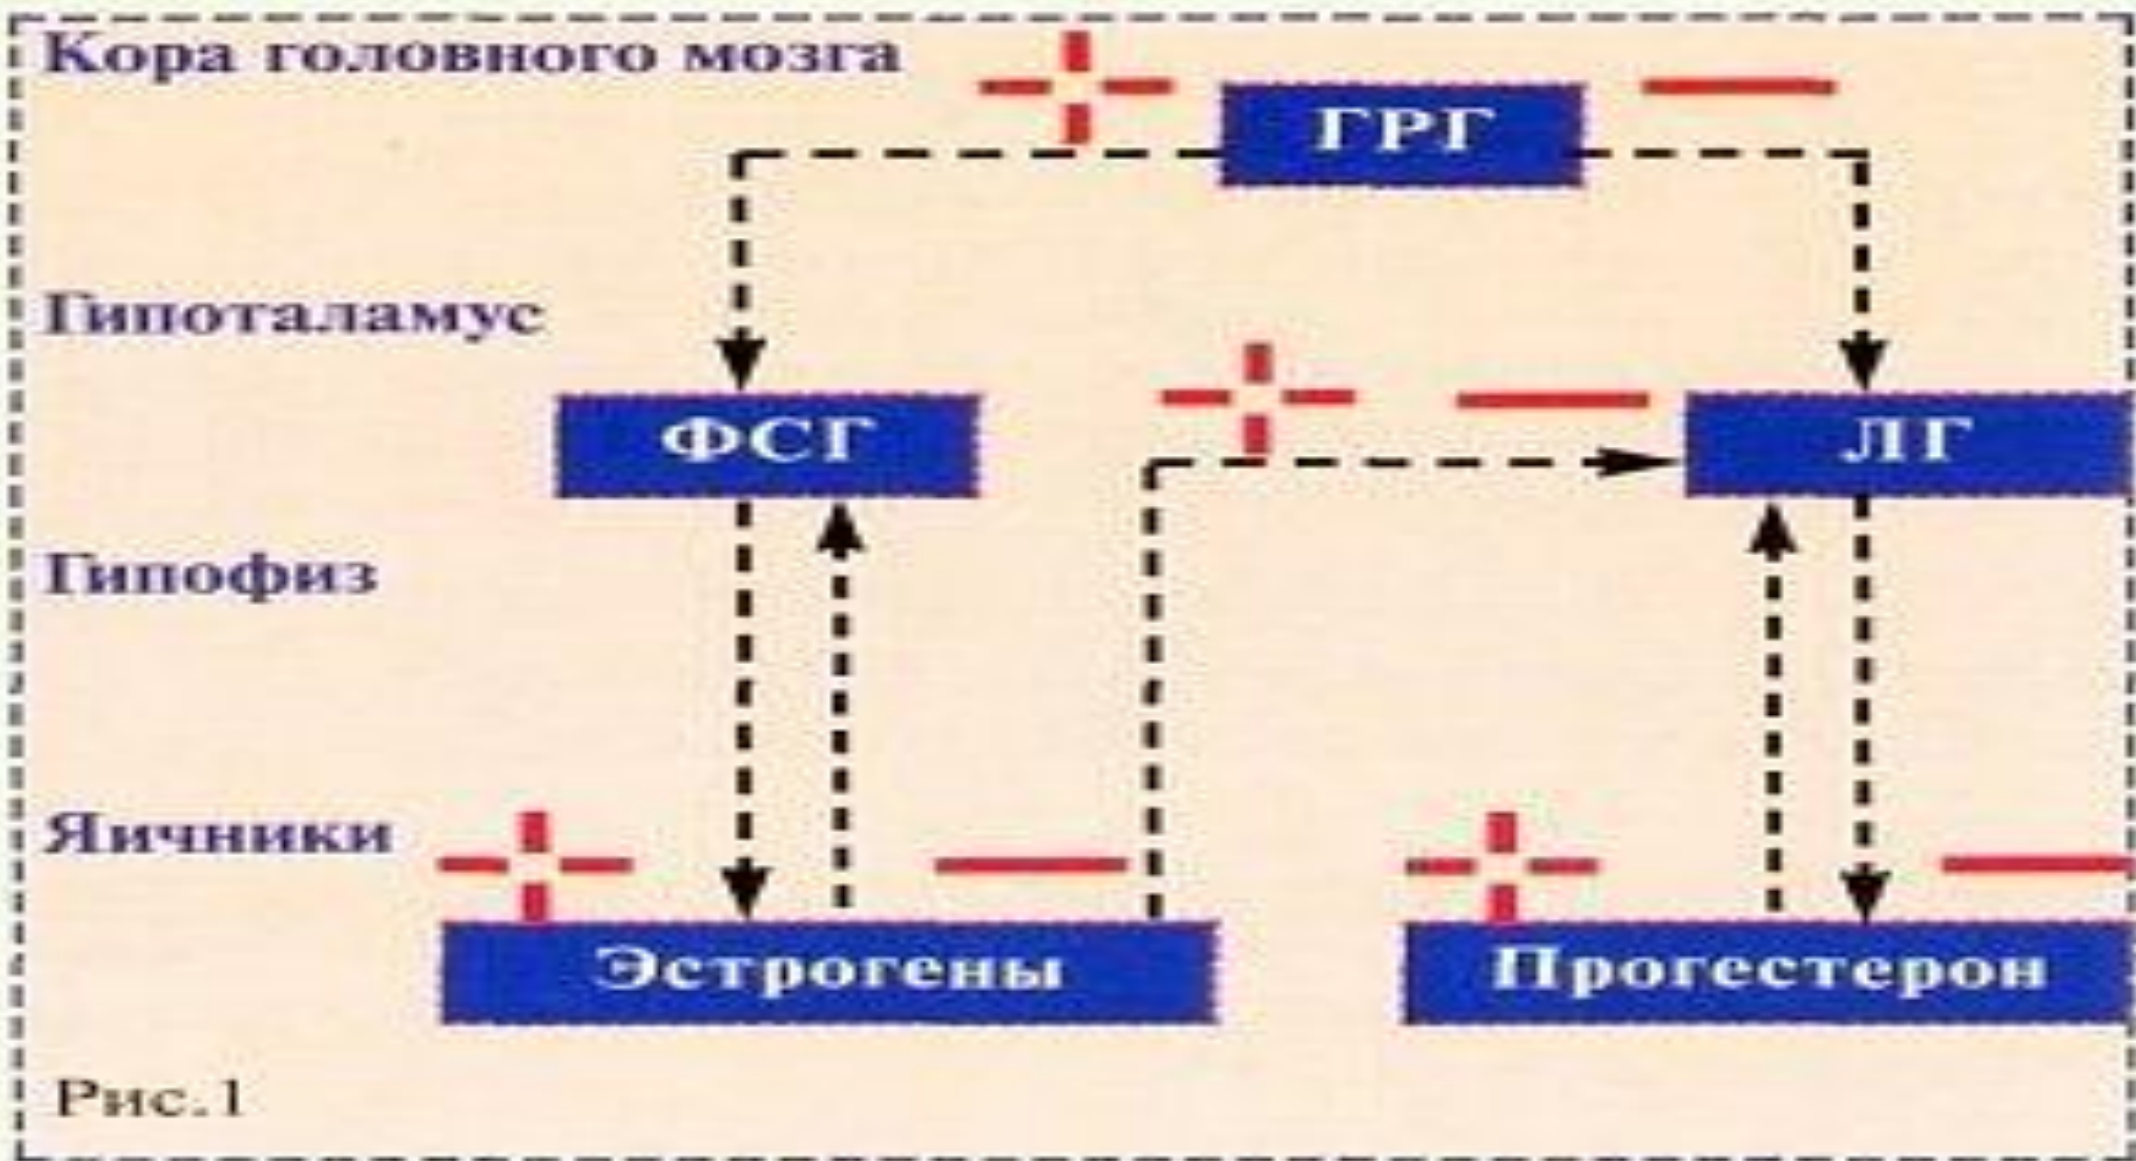 Кора головного мозга
ГРГ
Гипоталамус
ФСГ
ЛГ
Гипофиз
Яичники
Эстрогены
Прогестерон
Рис.1